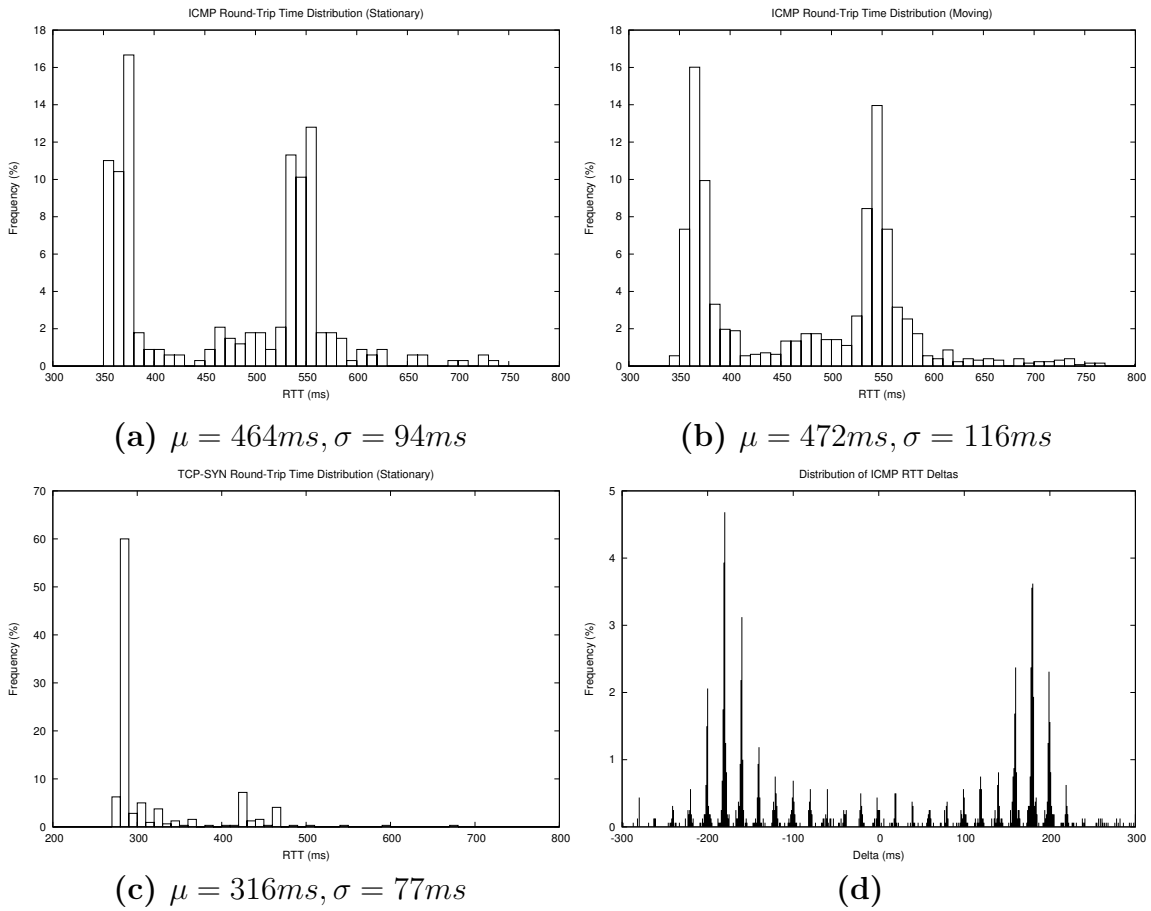 ICMP Round-Trip Time Distribution (Stationary)
18
16
14
12
10
8
6
4
2
0
Frequency (%)
300 350 400 450 500 550 600 650 700 750 800
RTT (ms)
(a) μ = 464ms, σ = 94ms
ICMP Round-Trip Time Distribution (Moving)
18
16
14
12
10
8
6
4
2
0
Frequency (%)
300 350 400 450 500 550 600 650 700 750 800
RTT (ms)
(b) μ = 472ms, σ = 116ms
TCP-SYN Round-Trip Time Distribution (Stationary)
70
60
50
40
30
20
10
0
Frequency (%)
200 300 400 500 600 700 800
RTT (ms)
(c) μ = 316ms, σ = 77ms
Distribution of ICMP RTT Deltas
5
4
3
2
1
0
Frequency (%)
-300 -200 -100 0 100 200 300
Delta (ms)
(d)